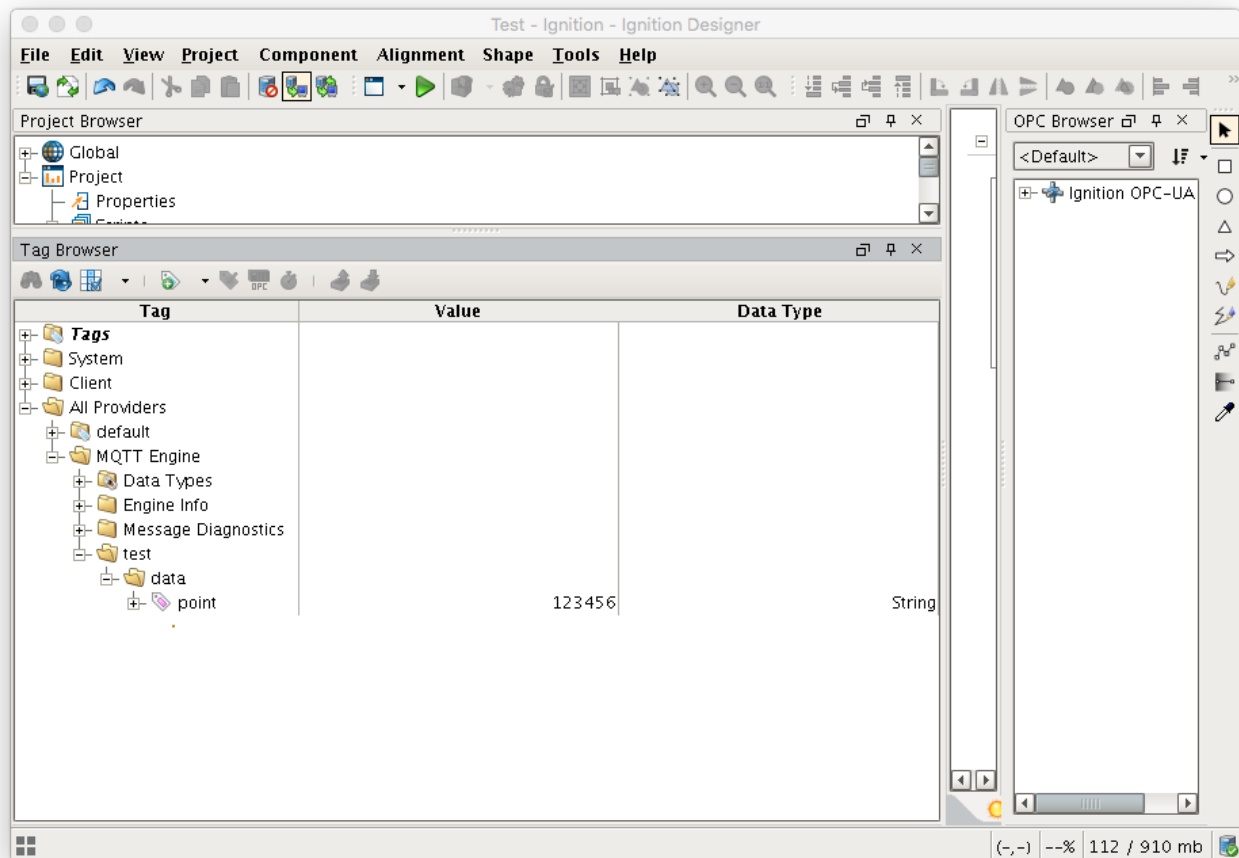 Test - Ignition - Ignition Designer
File Edit View Project Component Alignment Shape Tools Help
Project Browser
Global
Project
Properties
Scripts
Tag Browser
OPC
Tag Value Data Type
Tags
System
Client
All Providers
default
MQTT Engine
Data Types
Engine Info
Message Diagnostics
test
data
point 123456 String
OPC Browser
<Default>
Ignition OPC-UA
(-,-) --% 112 / 910 mb